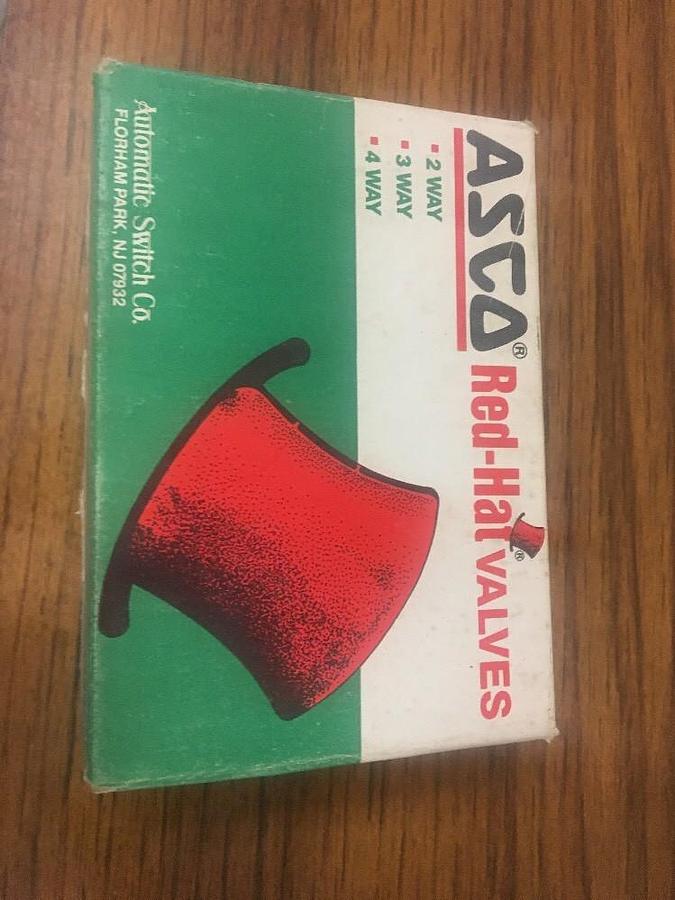 ASCO® Red-Hat® VALVES
▪ 2 WAY
▪ 3 WAY
▪ 4 WAY
Automatic Switch Co.
FLORHAM PARK, NJ 07932